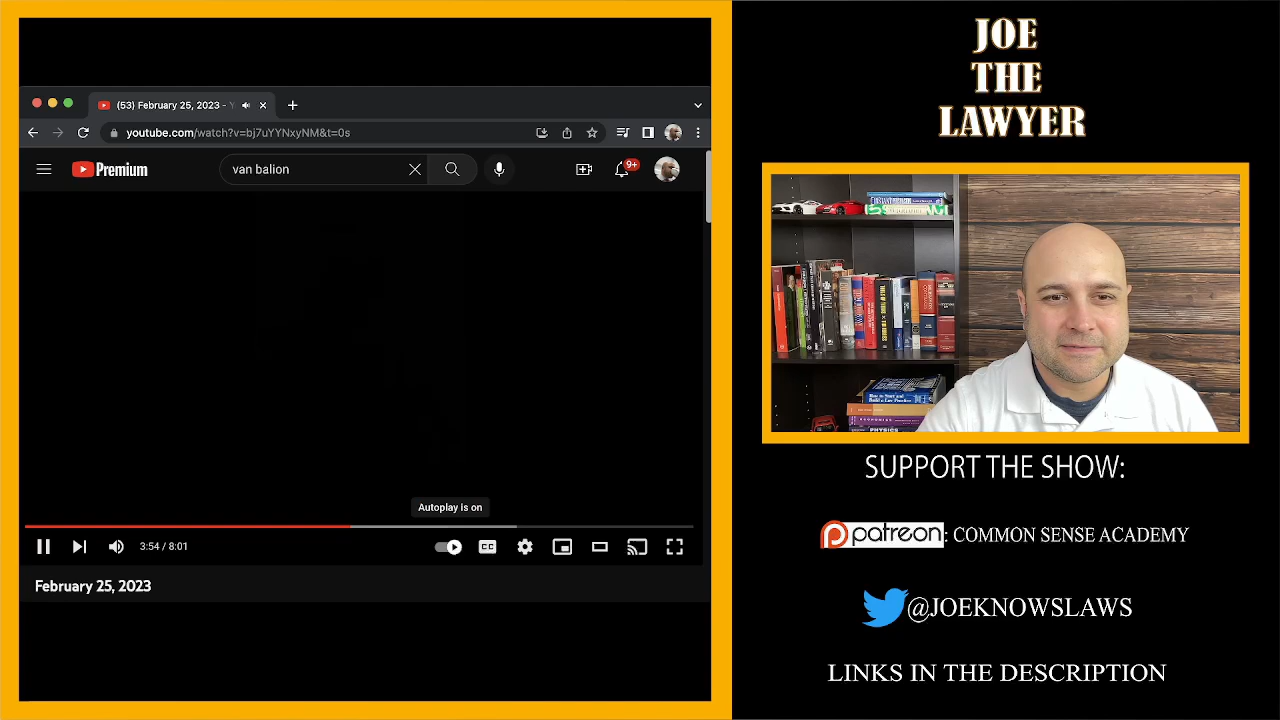 JOE
THE
LAWYER
(53) February 25, 2023 - Y
youtube.com/watch?v=bj7uYYNxyNM&t=0s
Premium
van balion
9+
Autoplay is on
3:54 / 8:01
CC
February 25, 2023
PHYSICS
SUPPORT THE SHOW:
patreon: COMMON SENSE ACADEMY
@JOEKNOWSLAWS
LINKS IN THE DESCRIPTION